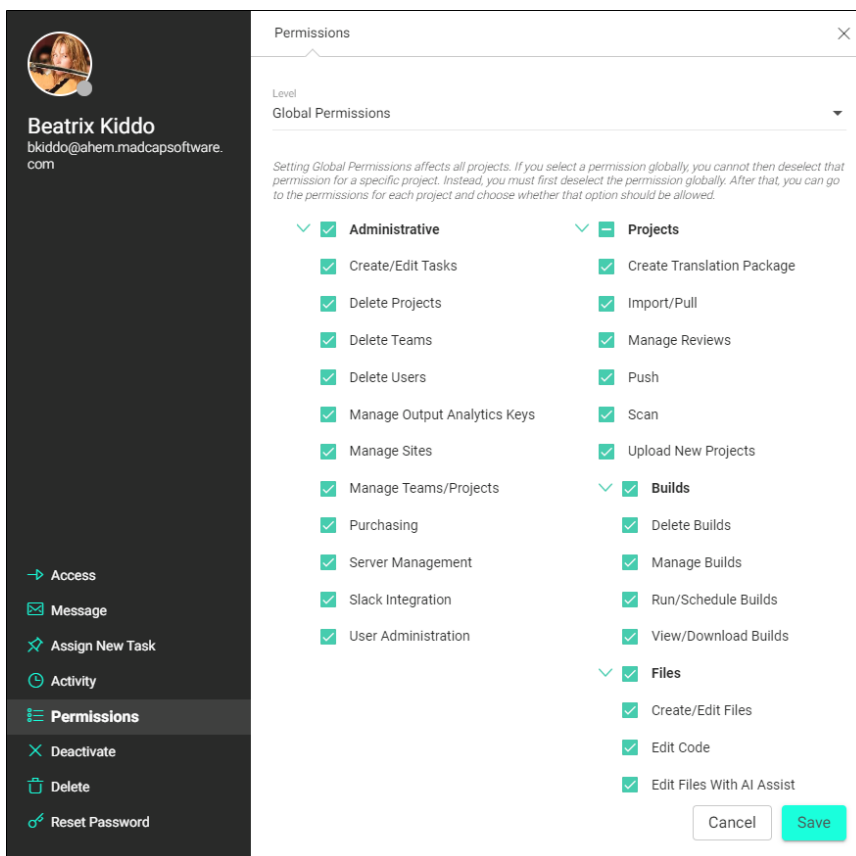 Beatrix Kiddo
bkiddo@ahem.madcapsoftware.
com
Access
Message
Assign New Task
Activity
Permissions
Deactivate
Delete
Reset Password
Permissions
Level
Global Permissions
Setting Global Permissions affects all projects. If you select a permission globally, you cannot then deselect that
permission for a specific project. Instead, you must first deselect the permission globally. After that, you can go
to the permissions for each project and choose whether that option should be allowed.
Administrative
Create/Edit Tasks
Delete Projects
Delete Teams
Delete Users
Manage Output Analytics Keys
Manage Sites
Manage Teams/Projects
Purchasing
Server Management
Slack Integration
User Administration
Projects
Create Translation Package
Import/Pull
Manage Reviews
Push
Scan
Upload New Projects
Builds
Delete Builds
Manage Builds
Run/Schedule Builds
View/Download Builds
Files
Create/Edit Files
Edit Code
Edit Files With AI Assist
Cancel
Save